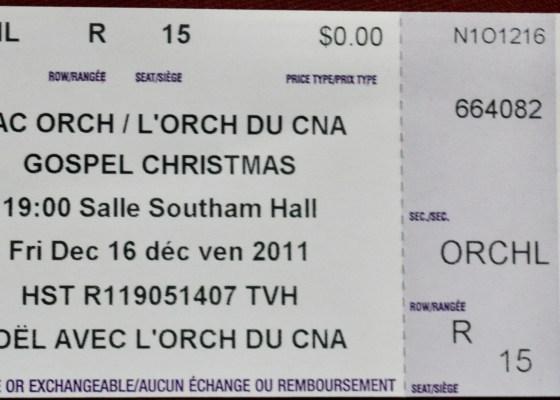 HL R 15 $0.00 N1O1216
ROW/RANGÉE SEAT/SIÈGE PRICE TYPE/PRIX TYPE
664082
AC ORCH / L'ORCH DU CNA
GOSPEL CHRISTMAS
19:00 Salle Southam Hall
SEC./SEC.
Fri Dec 16 déc ven 2011
ORCHL
HST R119051407 TVH
ROW/RANGÉE
R
OËL AVEC L'ORCH DU CNA
15
E OR EXCHANGEABLE/AUCUN ÉCHANGE OU REMBOURSEMENT
SEAT/SIÈGE